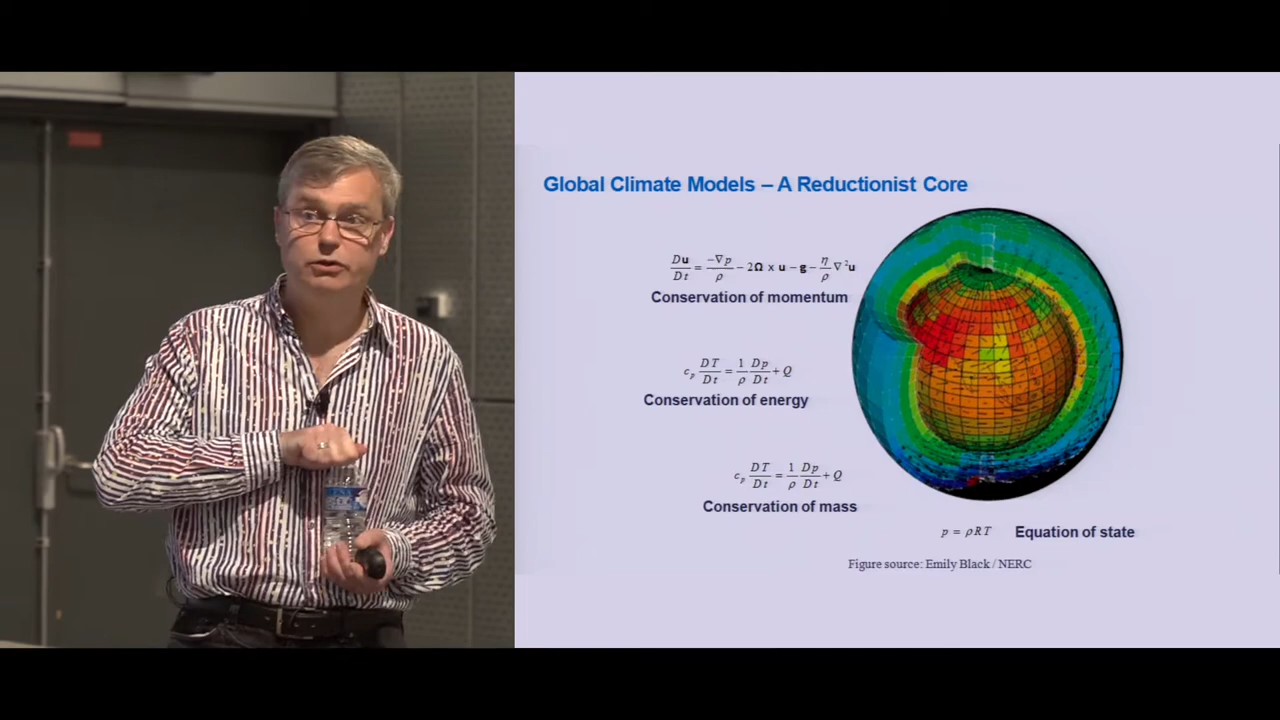 Global Climate Models – A Reductionist Core
Du/Dt = -∇p/ρ - 2Ω x u - g - η/ρ ∇²u
Conservation of momentum
c_p DT/Dt = 1/ρ Dp/Dt + Q
Conservation of energy
c_p DT/Dt = 1/ρ Dp/Dt + Q
Conservation of mass
p = ρRT Equation of state
Figure source: Emily Black / NERC